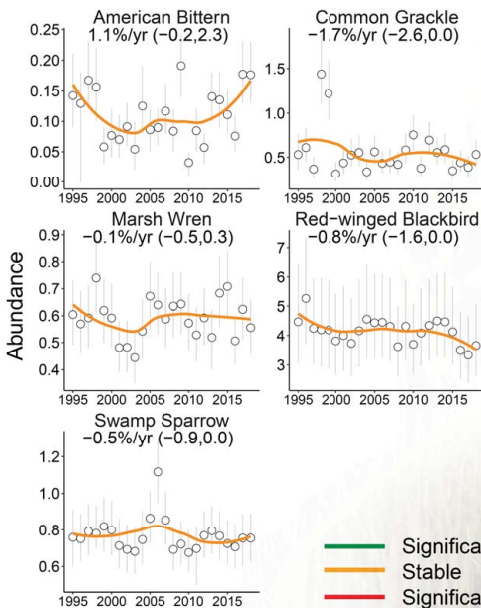 American Bittern
1.1%/yr (−0.2,2.3)
0.25
0.20
0.15
0.10
0.05
0.00
1995 2000 2005 2010 2015
Common Grackle
−1.7%/yr (−2.6,0.0)
1.5
1.0
0.5
1995 2000 2005 2010 2015
Abundance
Marsh Wren
−0.1%/yr (−0.5,0.3)
0.9
0.8
0.7
0.6
0.5
0.4
1995 2000 2005 2010 2015
Red-winged Blackbird
−0.8%/yr (−1.6,0.0)
7
6
5
4
3
1995 2000 2005 2010 2015
Swamp Sparrow
−0.5%/yr (−0.9,0.0)
1.2
1.0
0.8
0.6
1995 2000 2005 2010 2015
Significa
Stable
Significa